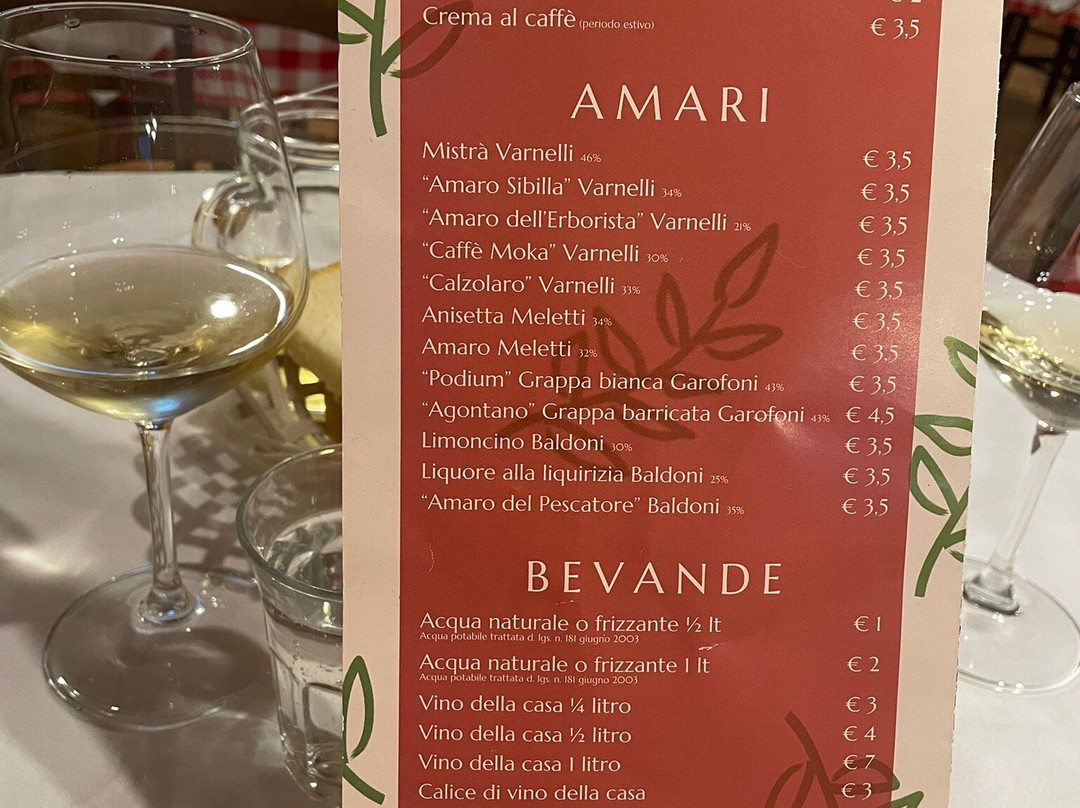 Crema al caffè (periodo estivo) € 3,5
AMARI
Mistrà Varnelli 46% € 3,5
“Amaro Sibilla” Varnelli 34% € 3,5
“Amaro dell’Erborista” Varnelli 21% € 3,5
“Caffè Moka” Varnelli 30% € 3,5
“Calzolaro” Varnelli 33% € 3,5
Anisetta Meletti 34% € 3,5
Amaro Meletti 32% € 3,5
“Podium” Grappa bianca Garofoni 43% € 3,5
“Agontano” Grappa barricata Garofoni 43% € 4,5
Limoncino Baldoni 30% € 3,5
Liquore alla liquirizia Baldoni 25% € 3,5
“Amaro del Pescatore” Baldoni 35% € 3,5
BEVANDE
Acqua naturale o frizzante ½ lt € 1
Acqua potabile trattata d. lgs. n. 181 giugno 2003
Acqua naturale o frizzante 1 lt € 2
Acqua potabile trattata d. lgs. n. 181 giugno 2003
Vino della casa ¼ litro € 3
Vino della casa ½ litro € 4
Vino della casa 1 litro € 7
Calice di vino della casa € 3